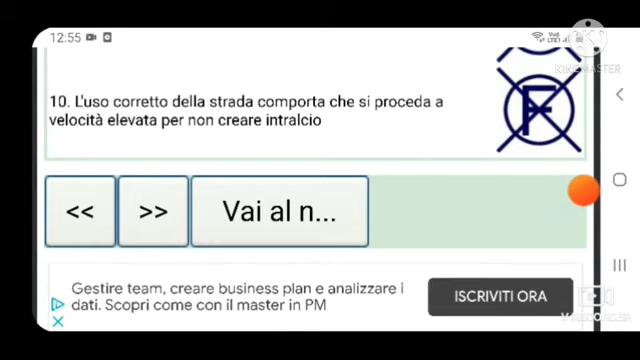 12:55
KINEMASTER
10. L'uso corretto della strada comporta che si proceda a
velocità elevata per non creare intralcio
F
<< >> Vai al n...
Gestire team, creare business plan e analizzare i
dati. Scopri come con il master in PM
ISCRIVITI ORA